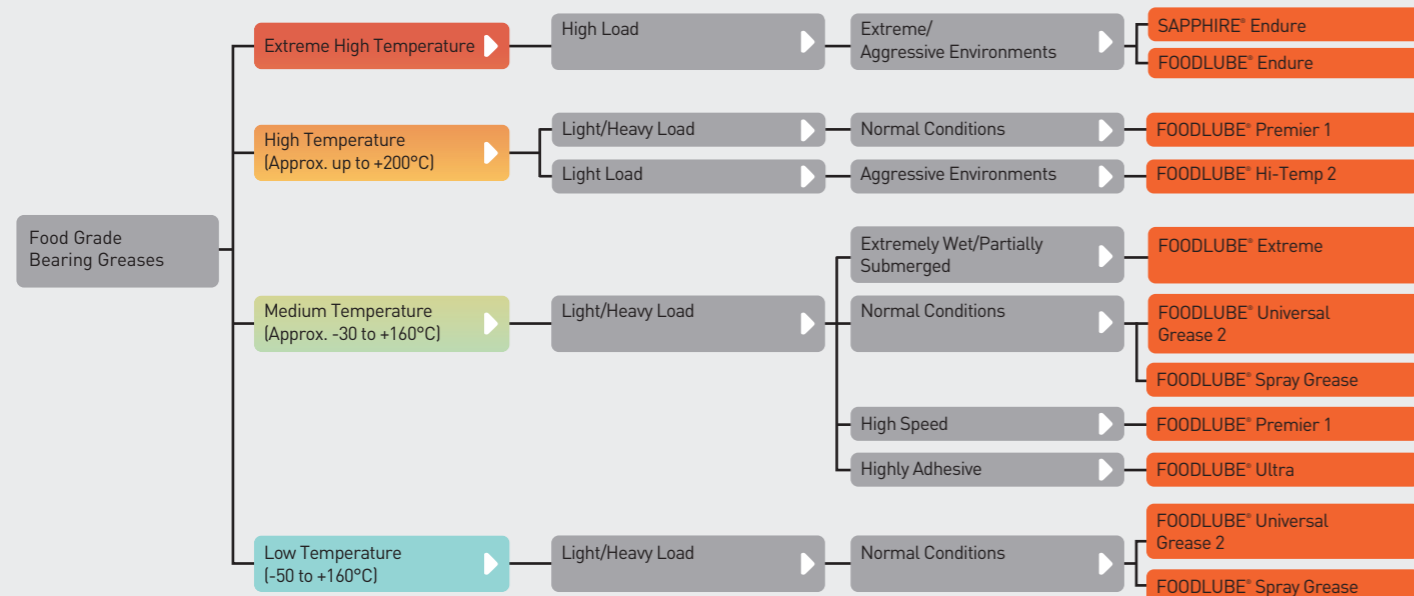 Food Grade
Bearing Greases
Extreme High Temperature
High Load
Extreme/
Aggressive Environments
SAPPHIRE® Endure
FOODLUBE® Endure
High Temperature
(Approx. up to +200°C)
Light/Heavy Load
Normal Conditions
FOODLUBE® Premier 1
Light Load
Aggressive Environments
FOODLUBE® Hi-Temp 2
Medium Temperature
(Approx. -30 to +160°C)
Light/Heavy Load
Extremely Wet/Partially
Submerged
FOODLUBE® Extreme
Normal Conditions
FOODLUBE® Universal
Grease 2
FOODLUBE® Spray Grease
High Speed
FOODLUBE® Premier 1
Highly Adhesive
FOODLUBE® Ultra
Low Temperature
(-50 to +160°C)
Light/Heavy Load
Normal Conditions
FOODLUBE® Universal
Grease 2
FOODLUBE® Spray Grease